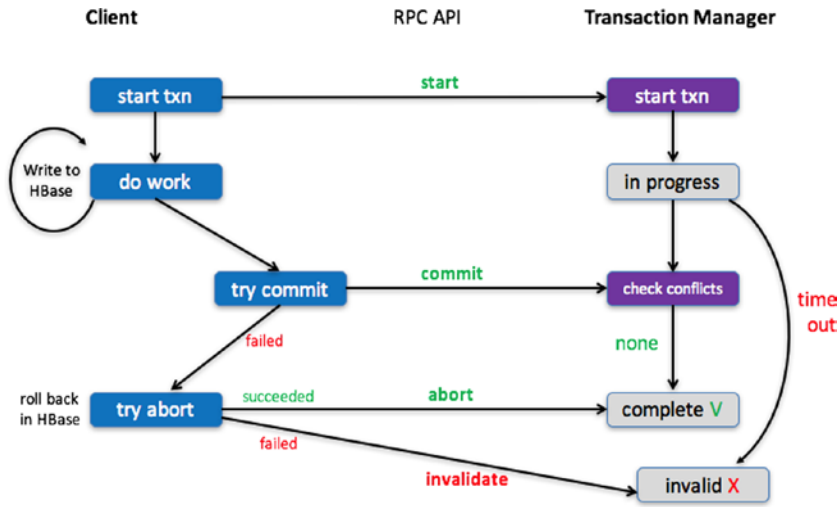 Client
RPC API
Transaction Manager
start txn
start
start txn
Write to
HBase
do work
in progress
try commit
commit
check conflicts
time
out
failed
none
roll back
in HBase
try abort
succeeded
abort
complete V
failed
invalidate
invalid X